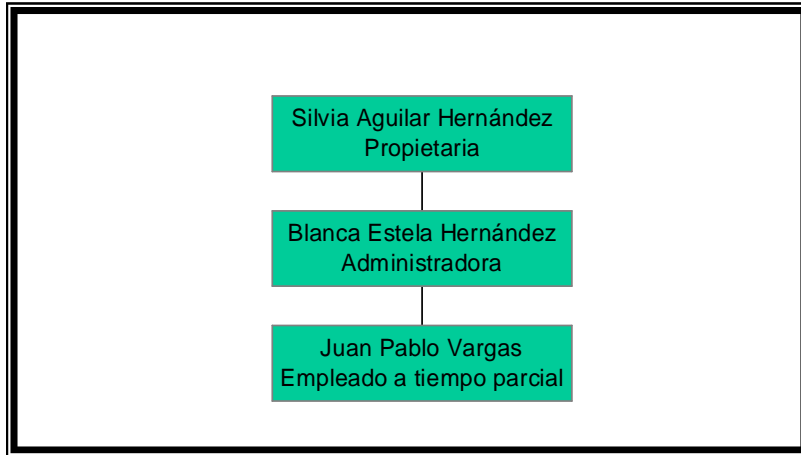 Silvia Aguilar Hernández
Propietaria
Blanca Estela Hernández
Administradora
Juan Pablo Vargas
Empleado a tiempo parcial